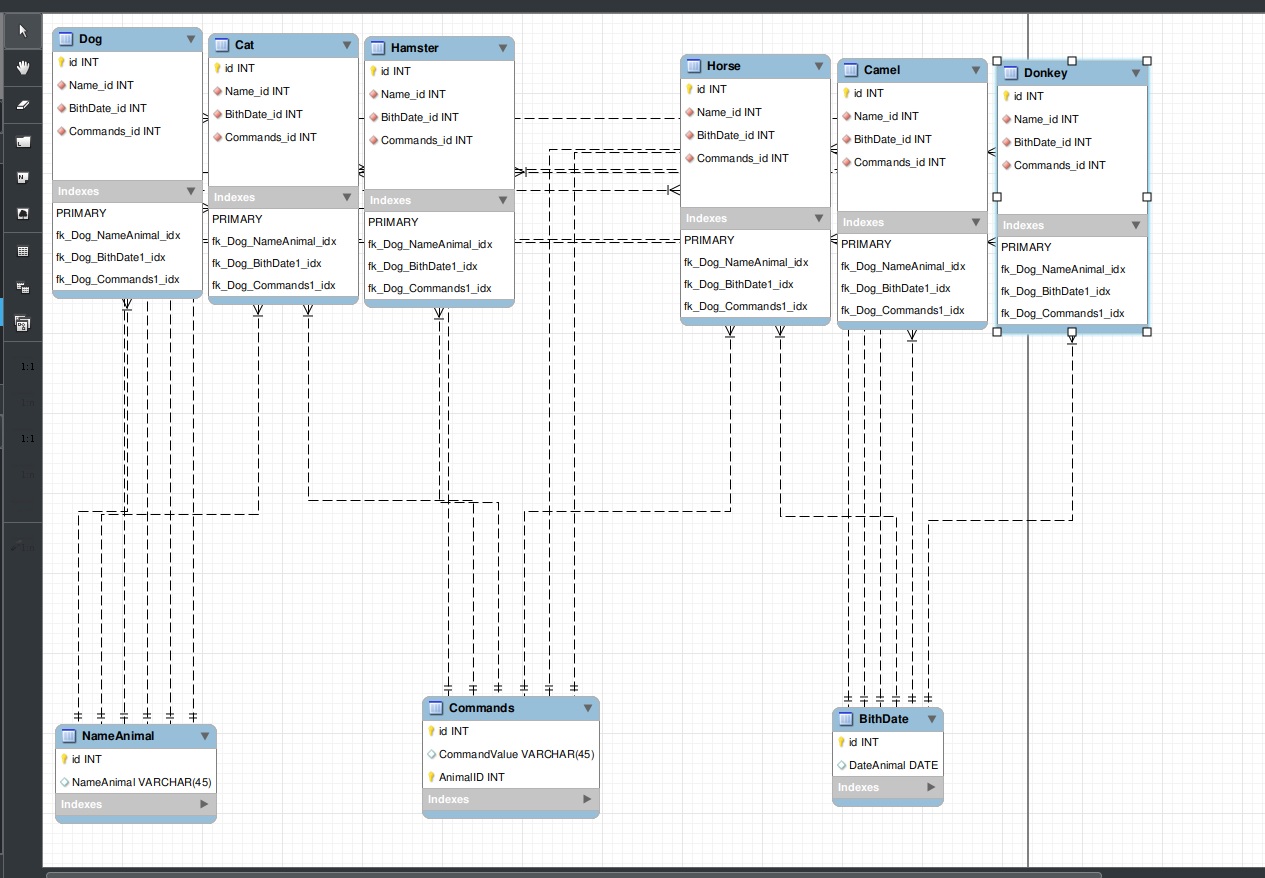 Dog
id INT
Name_id INT
BithDate_id INT
Commands_id INT
Indexes
PRIMARY
fk_Dog_NameAnimal_idx
fk_Dog_BithDate1_idx
fk_Dog_Commands1_idx
Cat
id INT
Name_id INT
BithDate_id INT
Commands_id INT
Indexes
PRIMARY
fk_Dog_NameAnimal_idx
fk_Dog_BithDate1_idx
fk_Dog_Commands1_idx
Hamster
id INT
Name_id INT
BithDate_id INT
Commands_id INT
Indexes
PRIMARY
fk_Dog_NameAnimal_idx
fk_Dog_BithDate1_idx
fk_Dog_Commands1_idx
Horse
id INT
Name_id INT
BithDate_id INT
Commands_id INT
Indexes
PRIMARY
fk_Dog_NameAnimal_idx
fk_Dog_BithDate1_idx
fk_Dog_Commands1_idx
Camel
id INT
Name_id INT
BithDate_id INT
Commands_id INT
Indexes
PRIMARY
fk_Dog_NameAnimal_idx
fk_Dog_BithDate1_idx
fk_Dog_Commands1_idx
Donkey
id INT
Name_id INT
BithDate_id INT
Commands_id INT
Indexes
PRIMARY
fk_Dog_NameAnimal_idx
fk_Dog_BithDate1_idx
fk_Dog_Commands1_idx
1:1
1:1
NameAnimal
id INT
NameAnimal VARCHAR(45)
Indexes
Commands
id INT
CommandValue VARCHAR(45)
AnimalID INT
Indexes
BithDate
id INT
DateAnimal DATE
Indexes